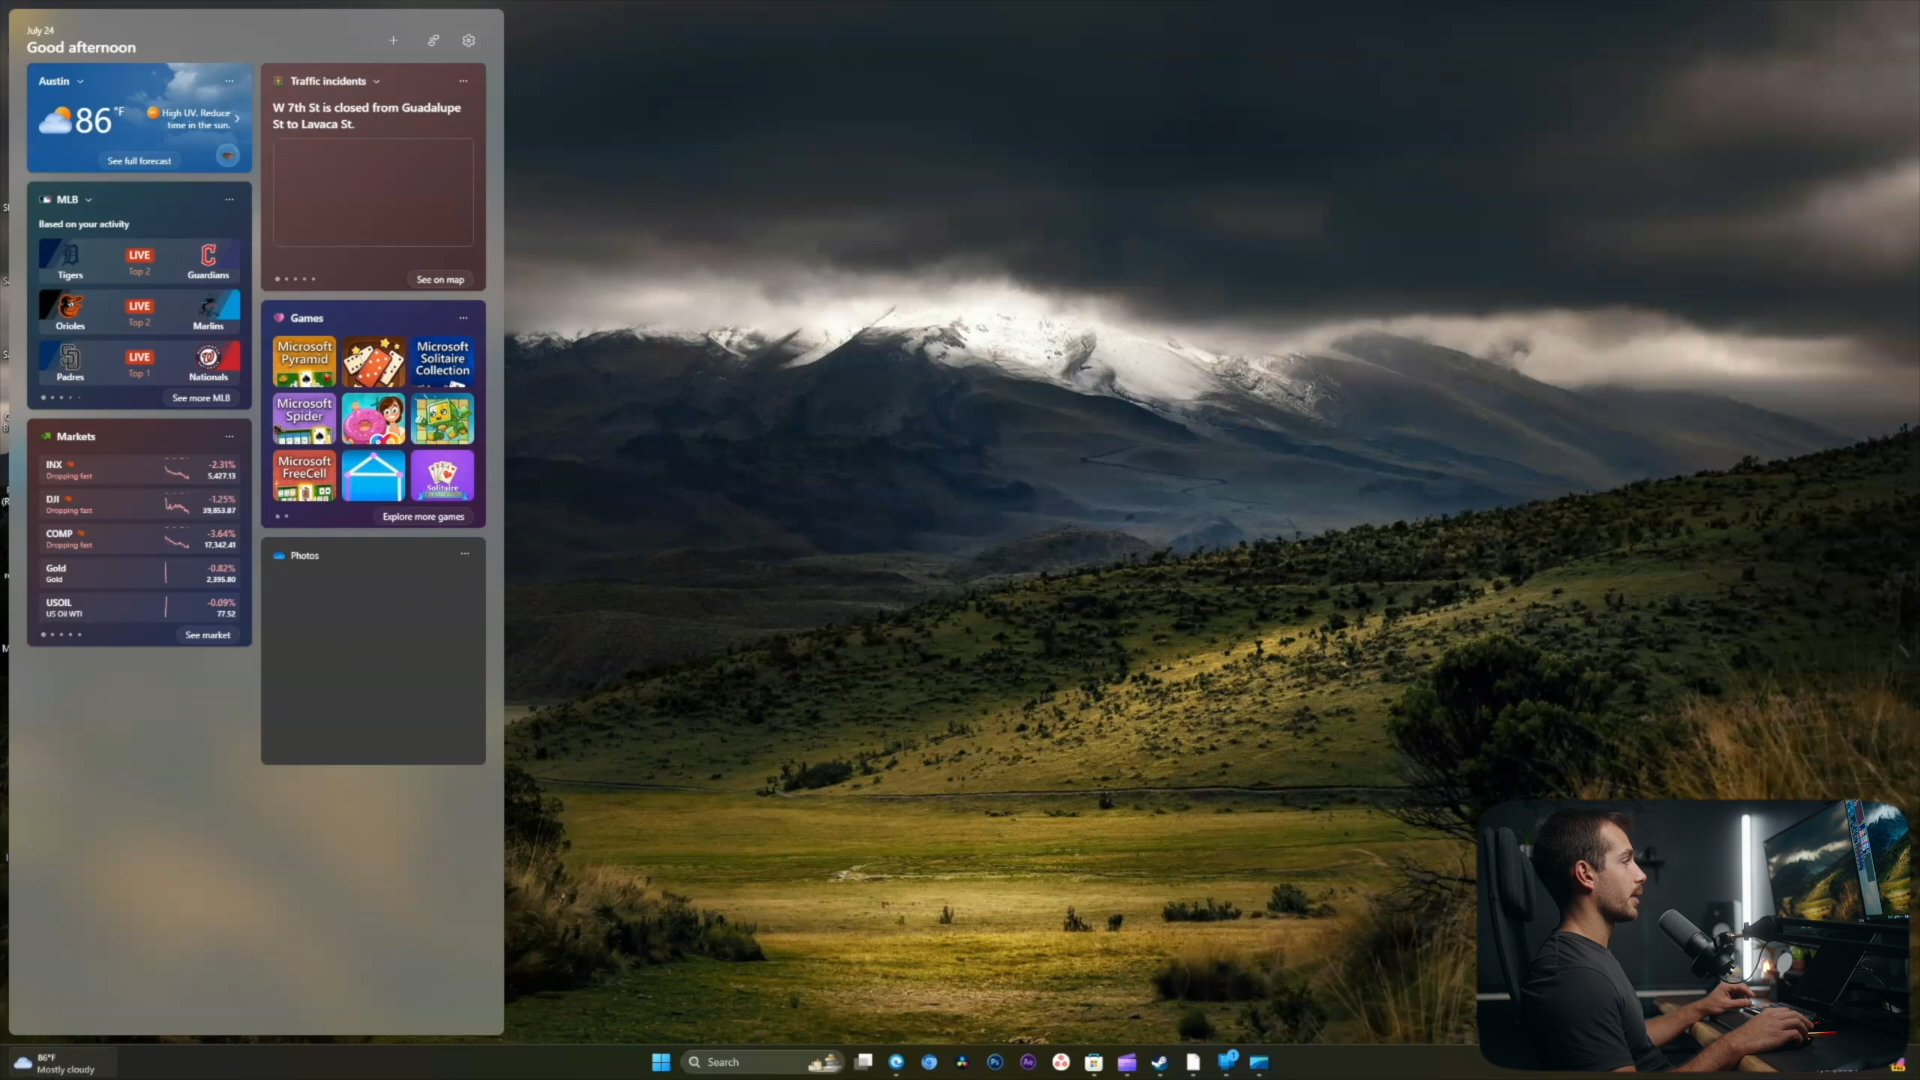 July 24
Good afternoon
Austin
86 °F
High UV. Reduce
time in the sun.
See full forecast
MLB
Based on your activity
Tigers
LIVE
Top 2
Guardians
Orioles
LIVE
Top 2
Marlins
Padres
LIVE
Top 1
Nationals
See more MLB
Markets
INX
-2.31%
Dropping fast
5,427.13
DJI
-1.25%
Dropping fast
39,853.87
COMP
-3.64%
Dropping fast
17,342.41
Gold
-0.82%
Gold
2,395.80
USOIL
-0.09%
US Oil WTI
77.52
See market
Traffic incidents
W 7th St is closed from Guadalupe
St to Lavaca St.
See on map
Games
Microsoft
Pyramid
Microsoft
Solitaire
Collection
Microsoft
Spider
Microsoft
FreeCell
Solitaire
Explore more games
Photos
86°F
Mostly cloudy
Search
Ps
Ae